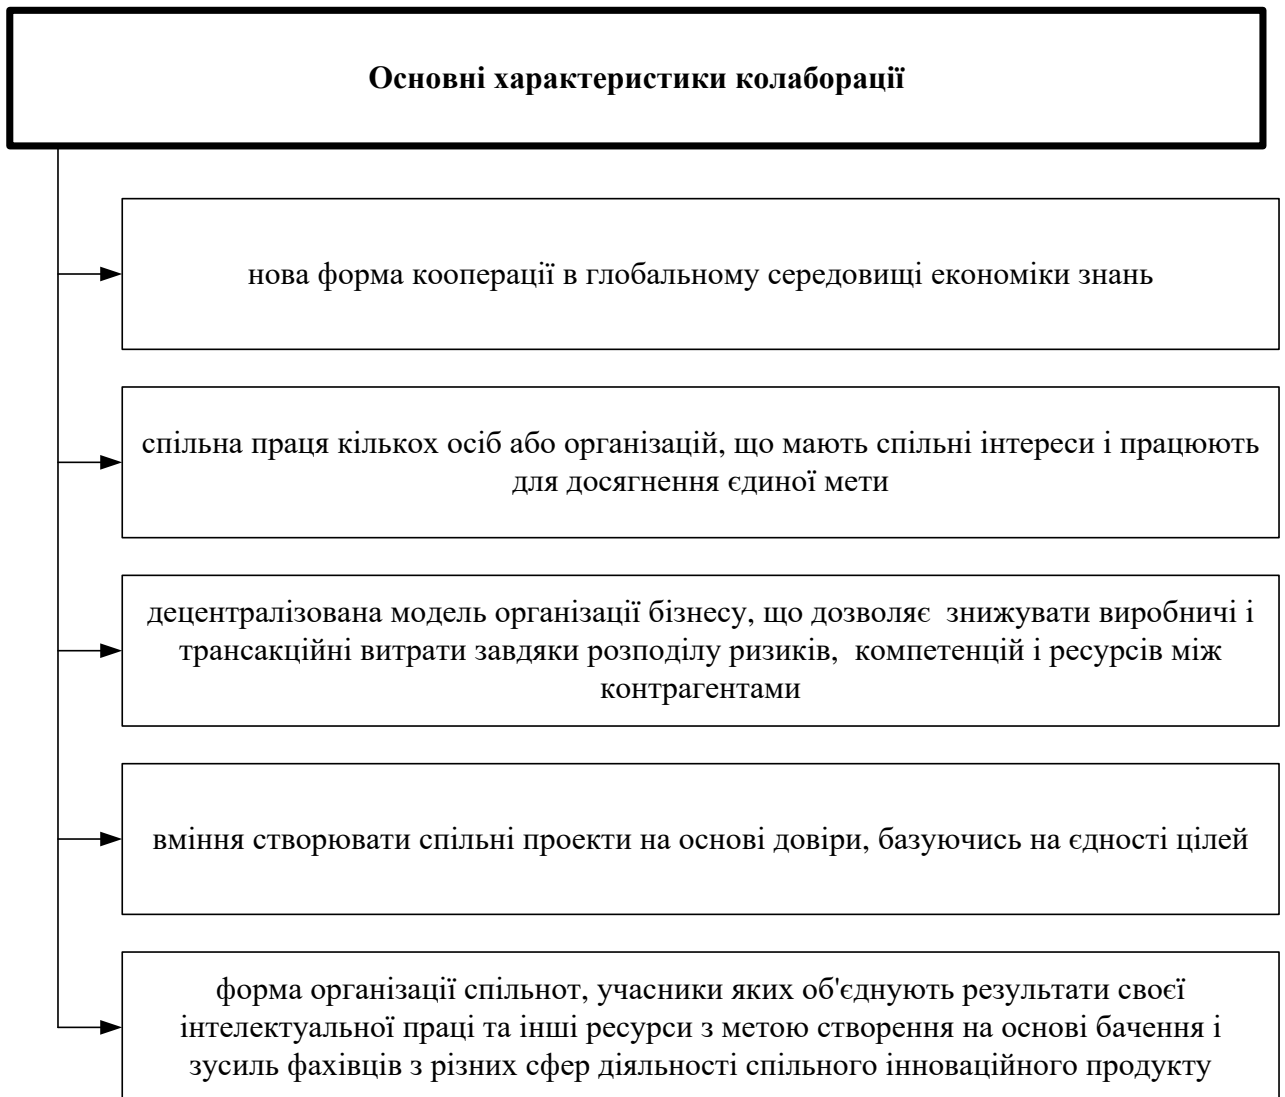 Основні характеристики колаборації
нова форма кооперації в глобальному середовищі економіки знань
спільна праця кількох осіб або організацій, що мають спільні інтереси і працюють
для досягнення єдиної мети
децентралізована модель організації бізнесу, що дозволяє  знижувати виробничі і
трансакційні витрати завдяки розподілу ризиків,  компетенцій і ресурсів між
контрагентами
вміння створювати спільні проекти на основі довіри, базуючись на єдності цілей
форма організації спільнот, учасники яких об'єднують результати своєї
інтелектуальної праці та інші ресурси з метою створення на основі бачення і
зусиль фахівців з різних сфер діяльності спільного інноваційного продукту